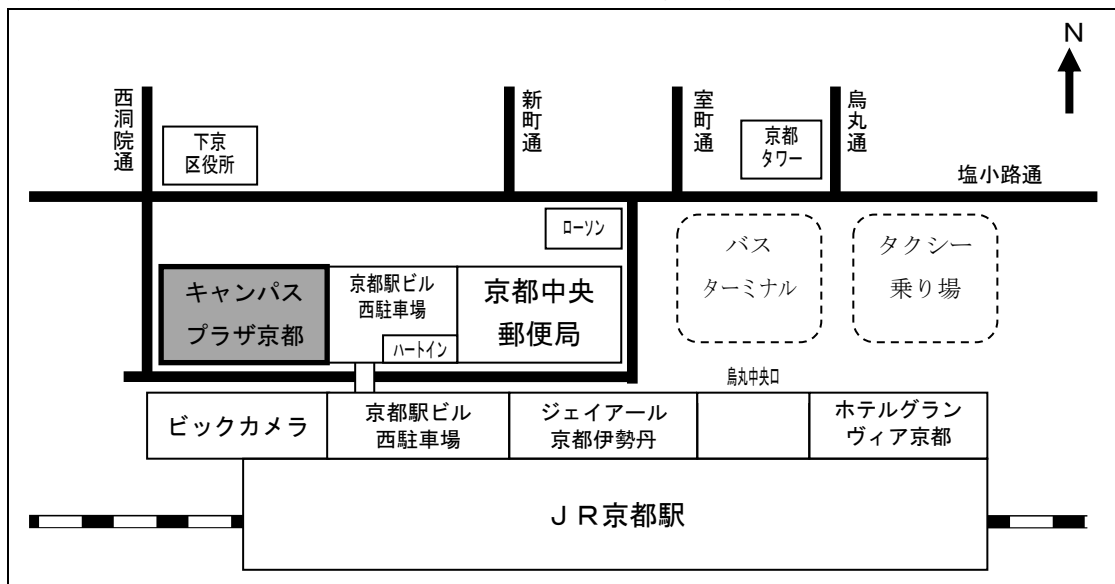 N
西洞院通
新町通
室町通
烏丸通
下京
区役所
京都
タワー
塩小路通
ローソン
バス
ターミナル
タクシー
乗り場
キャンパス
プラザ京都
京都駅ビル
西駐車場
ハートイン
京都中央
郵便局
烏丸中央口
ビックカメラ
京都駅ビル
西駐車場
ジェイアール
京都伊勢丹
ホテルグラン
ヴィア京都
ＪＲ京都駅